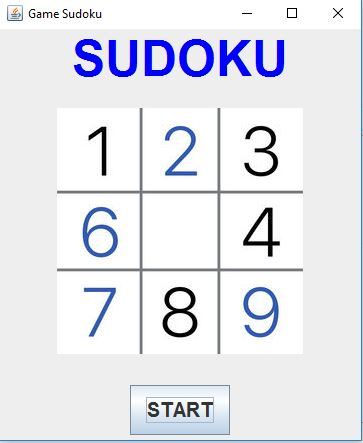 Game Sudoku
SUDOKU
1 2 3
6 4
7 8 9
START